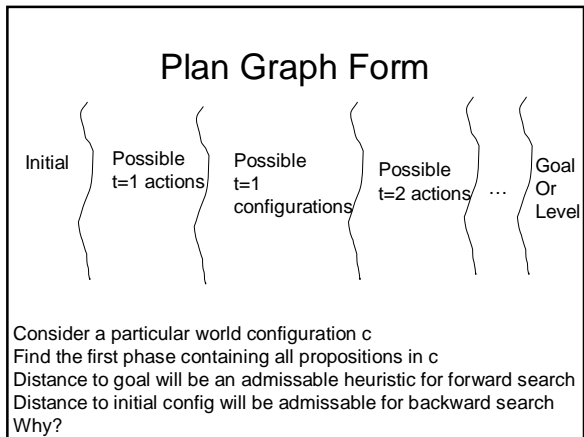 Plan Graph Form
Initial
Possible
t=1 actions
Possible
t=1
configurations
Possible
t=2 actions
…
Goal
Or
Level
Consider a particular world configuration c
Find the first phase containing all propositions in c
Distance to goal will be an admissable heuristic for forward search
Distance to initial config will be admissable for backward search
Why?